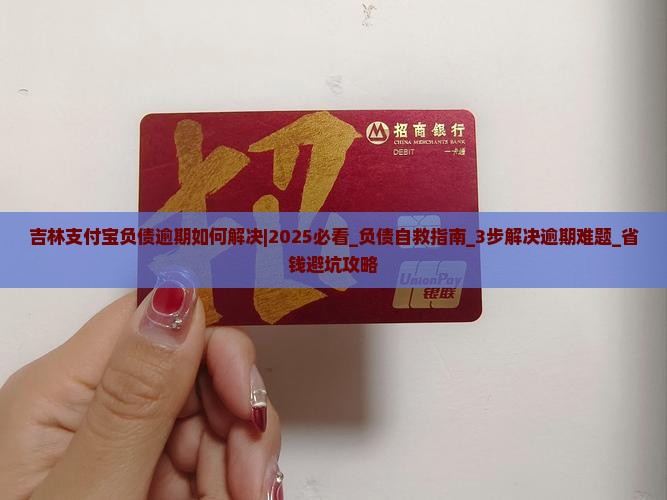 招
招商銀行
CHINA MERCHANTS BANK
DEBIT 一卡通
吉林支付宝负债逾期如何解决|2025必看_负债自救指南_3步解决逾期难题_省
钱避坑攻略
UnionPay
银联